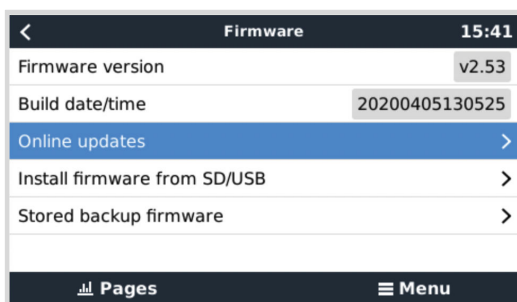 Firmware 15:41
Firmware version v2.53
Build date/time 20200405130525
Online updates
Install firmware from SD/USB
Stored backup firmware
Pages Menu